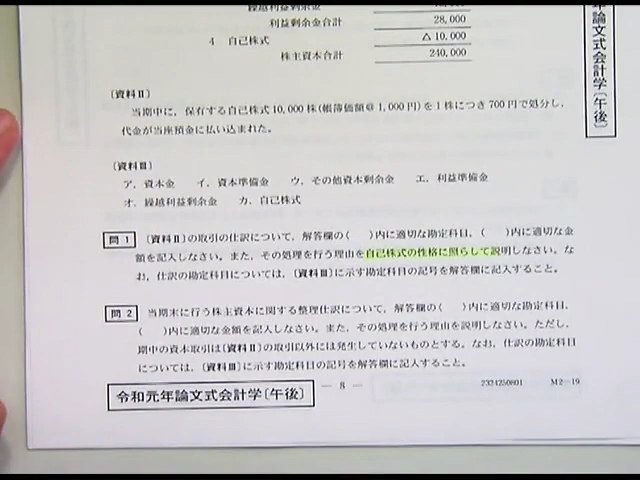 繰越利益剰余金
利益剰余金合計 28,000
4 自己株式 △10,000
株主資本合計 240,000
〔資料Ⅱ〕
当期中に，保有する自己株式10,000株（帳簿価額@1,000円）を1株につき700円で処分し，
代金が当座預金に払い込まれた。
〔資料Ⅲ〕
ア．資本金 イ．資本準備金 ウ．その他資本剰余金 エ．利益準備金
オ．繰越利益剰余金 カ．自己株式
問1 〔資料Ⅱ〕の取引の仕訳について，解答欄の〈 〉内に適切な勘定科目，（ ）内に適切な金
額を記入しなさい。また，その処理を行う理由を自己株式の性格に照らして説明しなさい。な
お，仕訳の勘定科目については，〔資料Ⅲ〕に示す勘定科目の記号を解答欄に記入すること。
問2 当期末に行う株主資本に関する整理仕訳について，解答欄の〈 〉内に適切な勘定科目，
（ ）内に適切な金額を記入しなさい。また，その処理を行う理由を説明しなさい。ただし，
期中の資本取引は〔資料Ⅱ〕の取引以外には発生していないものとする。なお，仕訳の勘定科目
については，〔資料Ⅲ〕に示す勘定科目の記号を解答欄に記入すること。
― 8 ― 2324250801 M2－19
令和元年論文式会計学〔午後〕
年論文式会計学〔午後〕